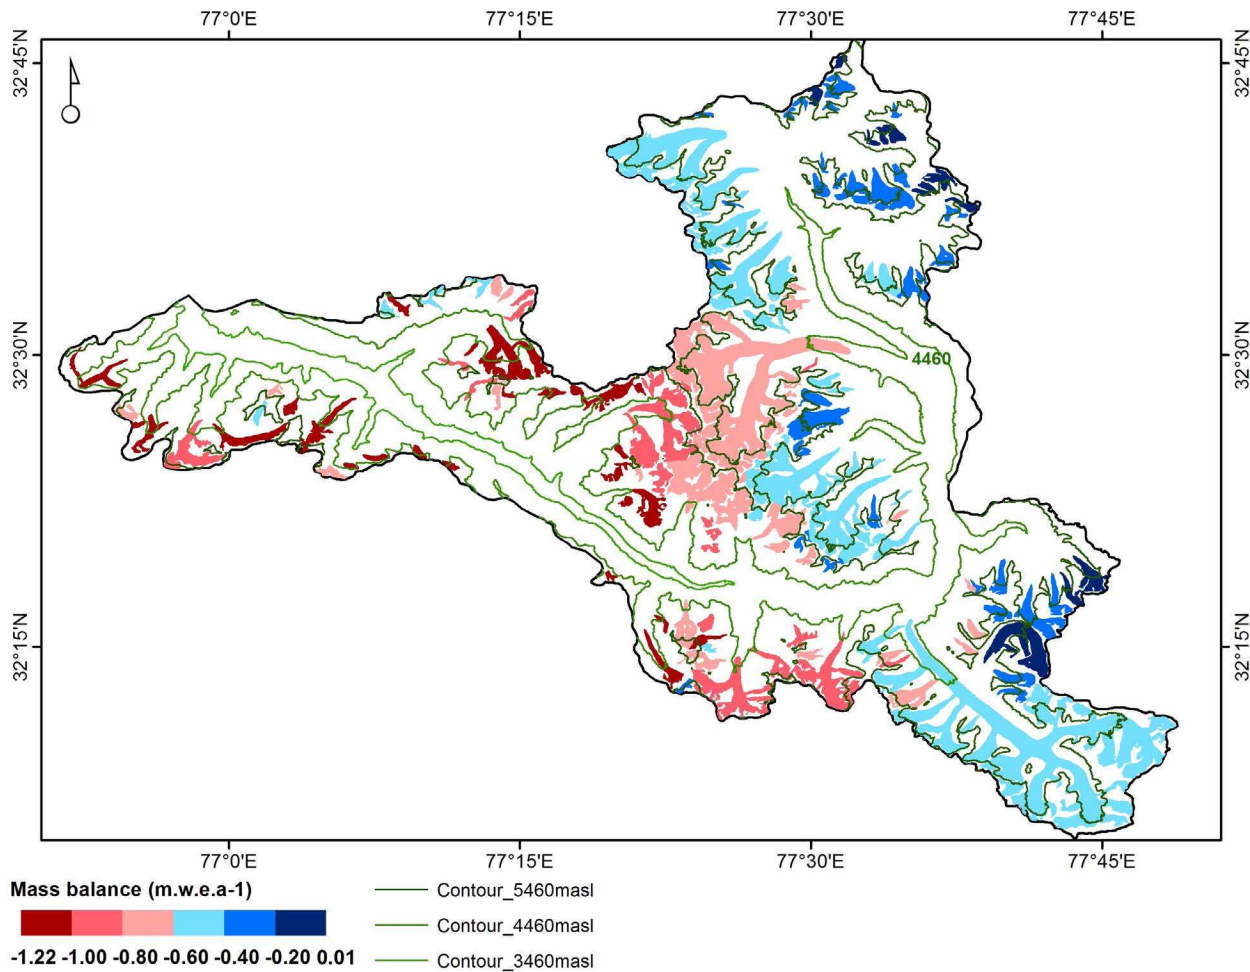 77°0'E 77°15'E 77°30'E 77°45'E
32°45'N 32°45'N
32°30'N 32°30'N
4460
32°15'N 32°15'N
77°0'E 77°15'E 77°30'E 77°45'E
Mass balance (m.w.e.a-1)
-1.22 -1.00 -0.80 -0.60 -0.40 -0.20 0.01
Contour_5460masl
Contour_4460masl
Contour_3460masl